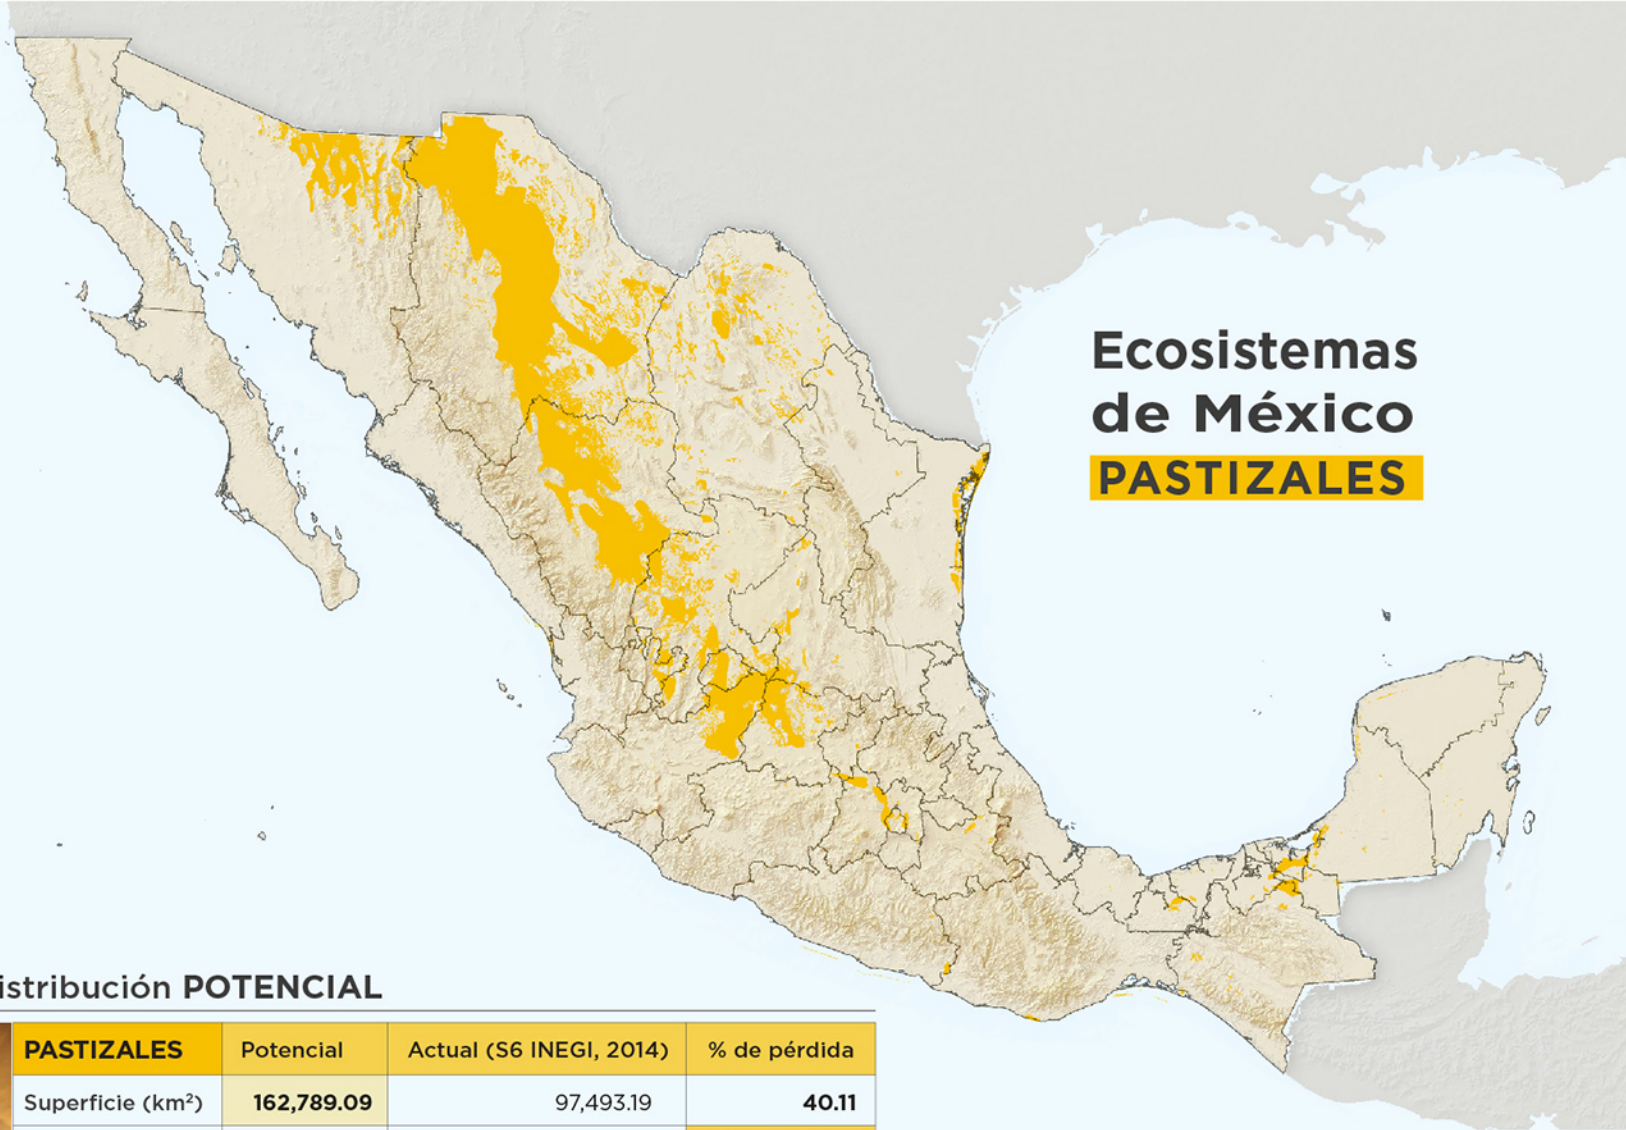 Ecosistemas
de México
PASTIZALES
istribución POTENCIAL
PASTIZALES Potencial Actual (S6 INEGI, 2014) % de pérdida
Superficie (km²) 162,789.09 97,493.19 40.11